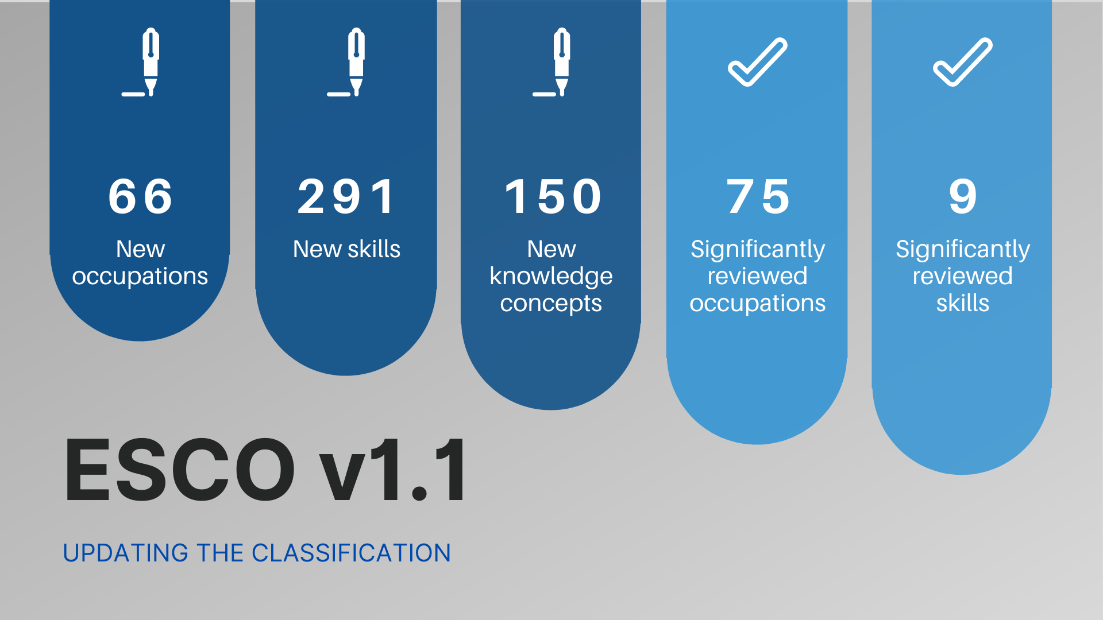 66
New
occupations
291
New skills
150
New
knowledge
concepts
75
Significantly
reviewed
occupations
9
Significantly
reviewed
skills
ESCO v1.1
UPDATING THE CLASSIFICATION